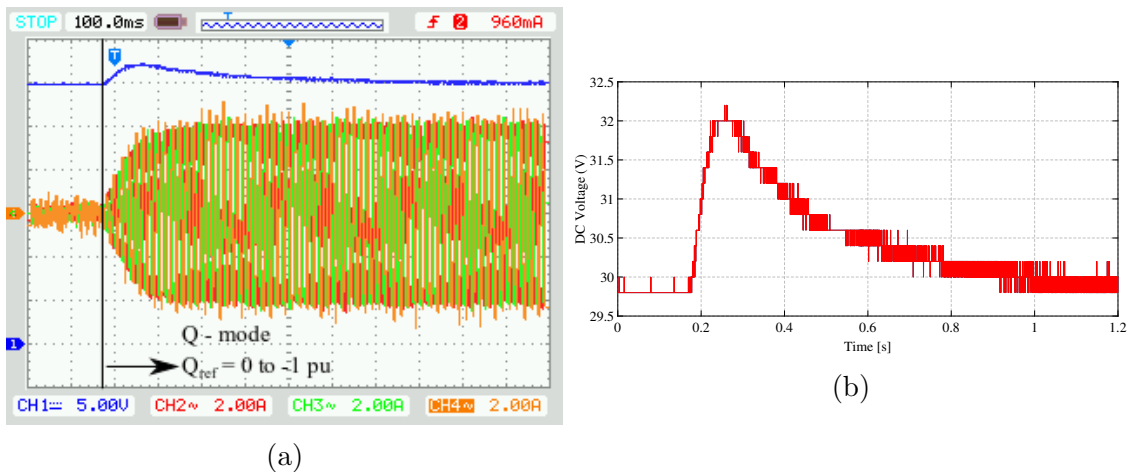 STOP 100.0ms T ƒ 2 960mA
T
Q - mode
1
Qref = 0 to -1 pu
CH1⎓ 5.00V CH2~ 2.00A CH3~ 2.00A CH4~ 2.00A
(a)
32.5
32
31.5
31
30.5
30
29.5
DC Voltage (V)
0 0.2 0.4 0.6 0.8 1 1.2
Time [s]
(b)